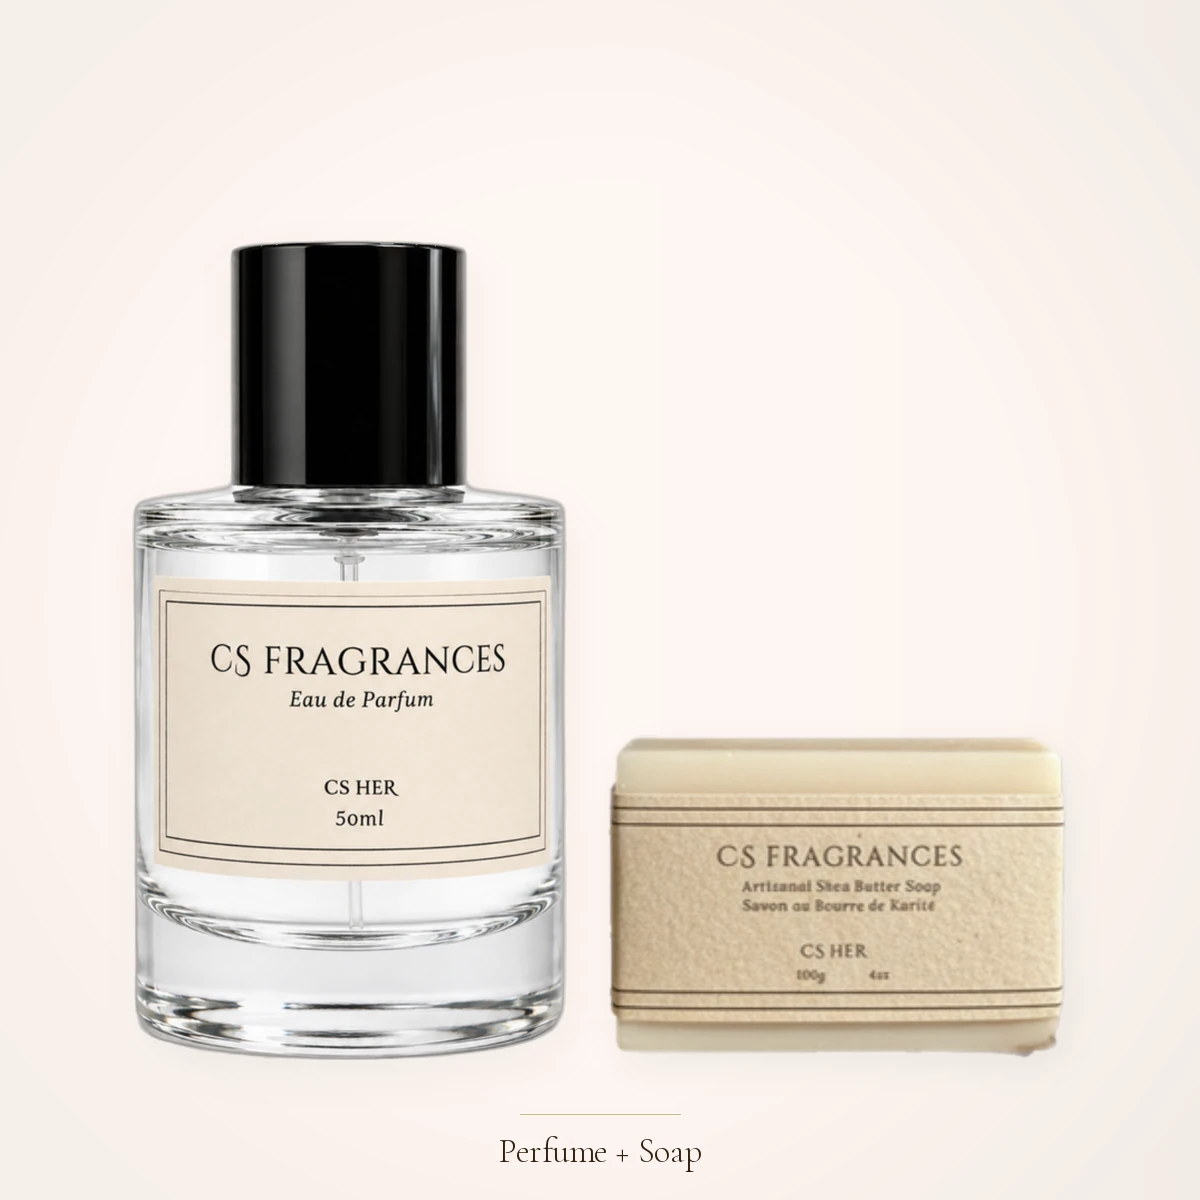 CS FRAGRANCES
Eau de Parfum
CS HER
50ml
CS FRAGRANCES
Artisanal Shea Butter Soap
Savon au Beurre de Karité
CS HER
100g 4oz
Perfume + Soap